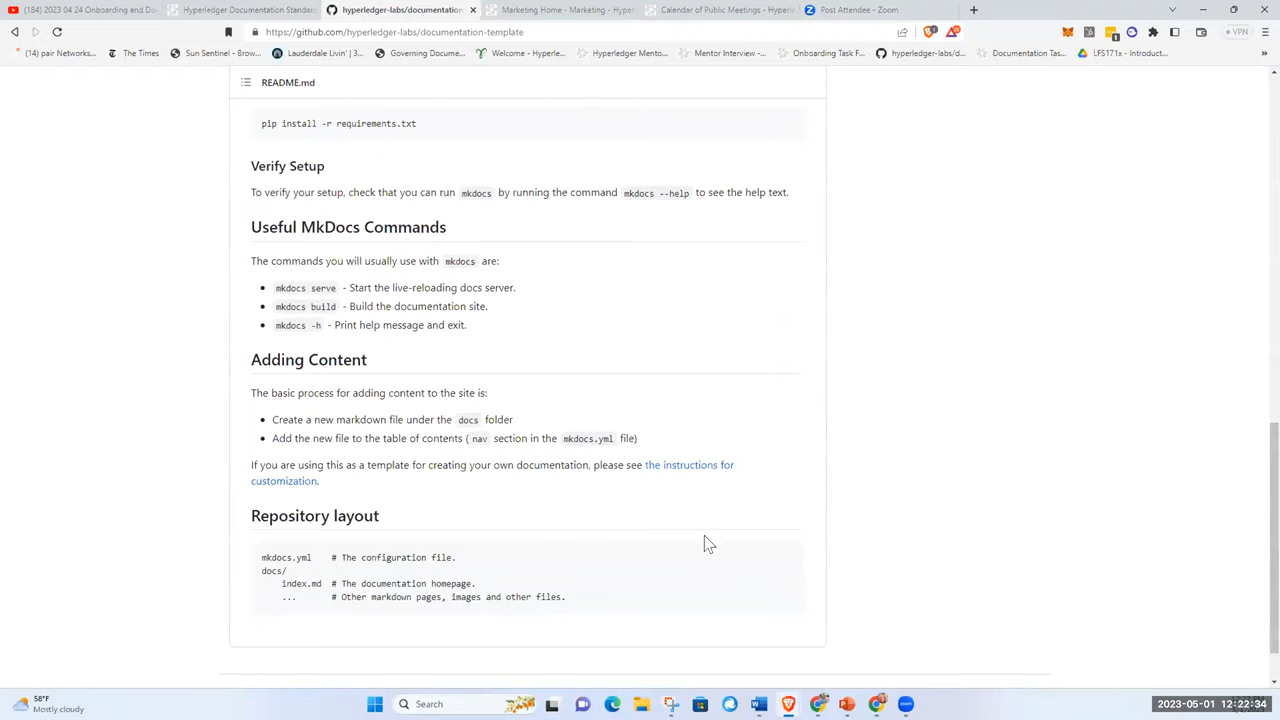 (184) 2023 04 24 Onboarding and Do
Hyperledger Documentation Standard
hyperledger-labs/documentation-
Marketing Home - Marketing - Hyper
Calendar of Public Meetings - Hyperle
Post Attendee - Zoom
https://github.com/hyperledger-labs/documentation-template
VPN
(14) pair Networks...
The Times
Sun Sentinel - Brow...
Lauderdale Livin' | 3...
Governing Docume...
Welcome - Hyperle...
Hyperledger Mento...
Mentor Interview -...
Onboarding Task F...
hyperledger-labs/d...
Documentation Tas...
LFS171x - Introduct...
README.md
pip install -r requirements.txt
Verify Setup
To verify your setup, check that you can run mkdocs by running the command mkdocs --help to see the help text.
Useful MkDocs Commands
The commands you will usually use with mkdocs are:
• mkdocs serve - Start the live-reloading docs server.
• mkdocs build - Build the documentation site.
• mkdocs -h - Print help message and exit.
Adding Content
The basic process for adding content to the site is:
• Create a new markdown file under the docs folder
• Add the new file to the table of contents ( nav section in the mkdocs.yml file)
If you are using this as a template for creating your own documentation, please see the instructions for
customization.
Repository layout
mkdocs.yml # The configuration file.
docs/
index.md # The documentation homepage.
... # Other markdown pages, images and other files.
58°F
Mostly cloudy
Search
2023-05-01 12:22:34